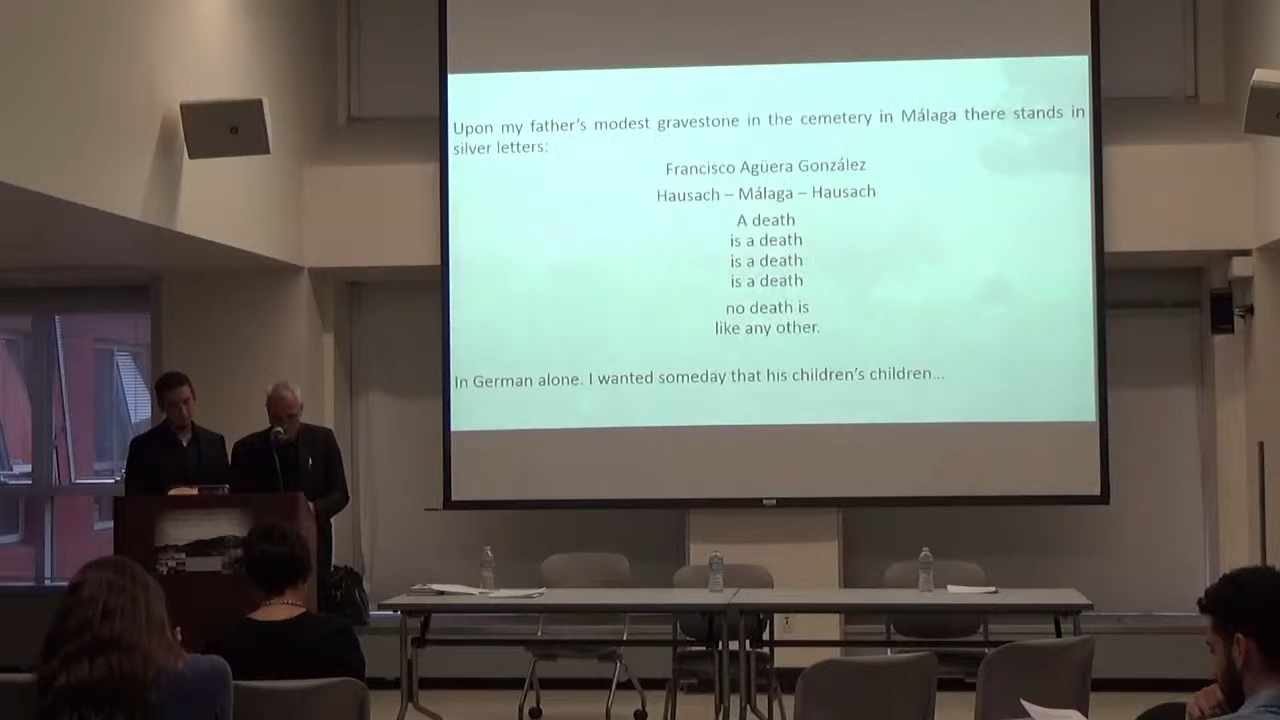 Upon my father's modest gravestone in the cemetery in Málaga there stands in
silver letters:
Francisco Agüera González
Hausach – Málaga – Hausach
A death
is a death
is a death
is a death
no death is
like any other.
In German alone. I wanted someday that his children's children...